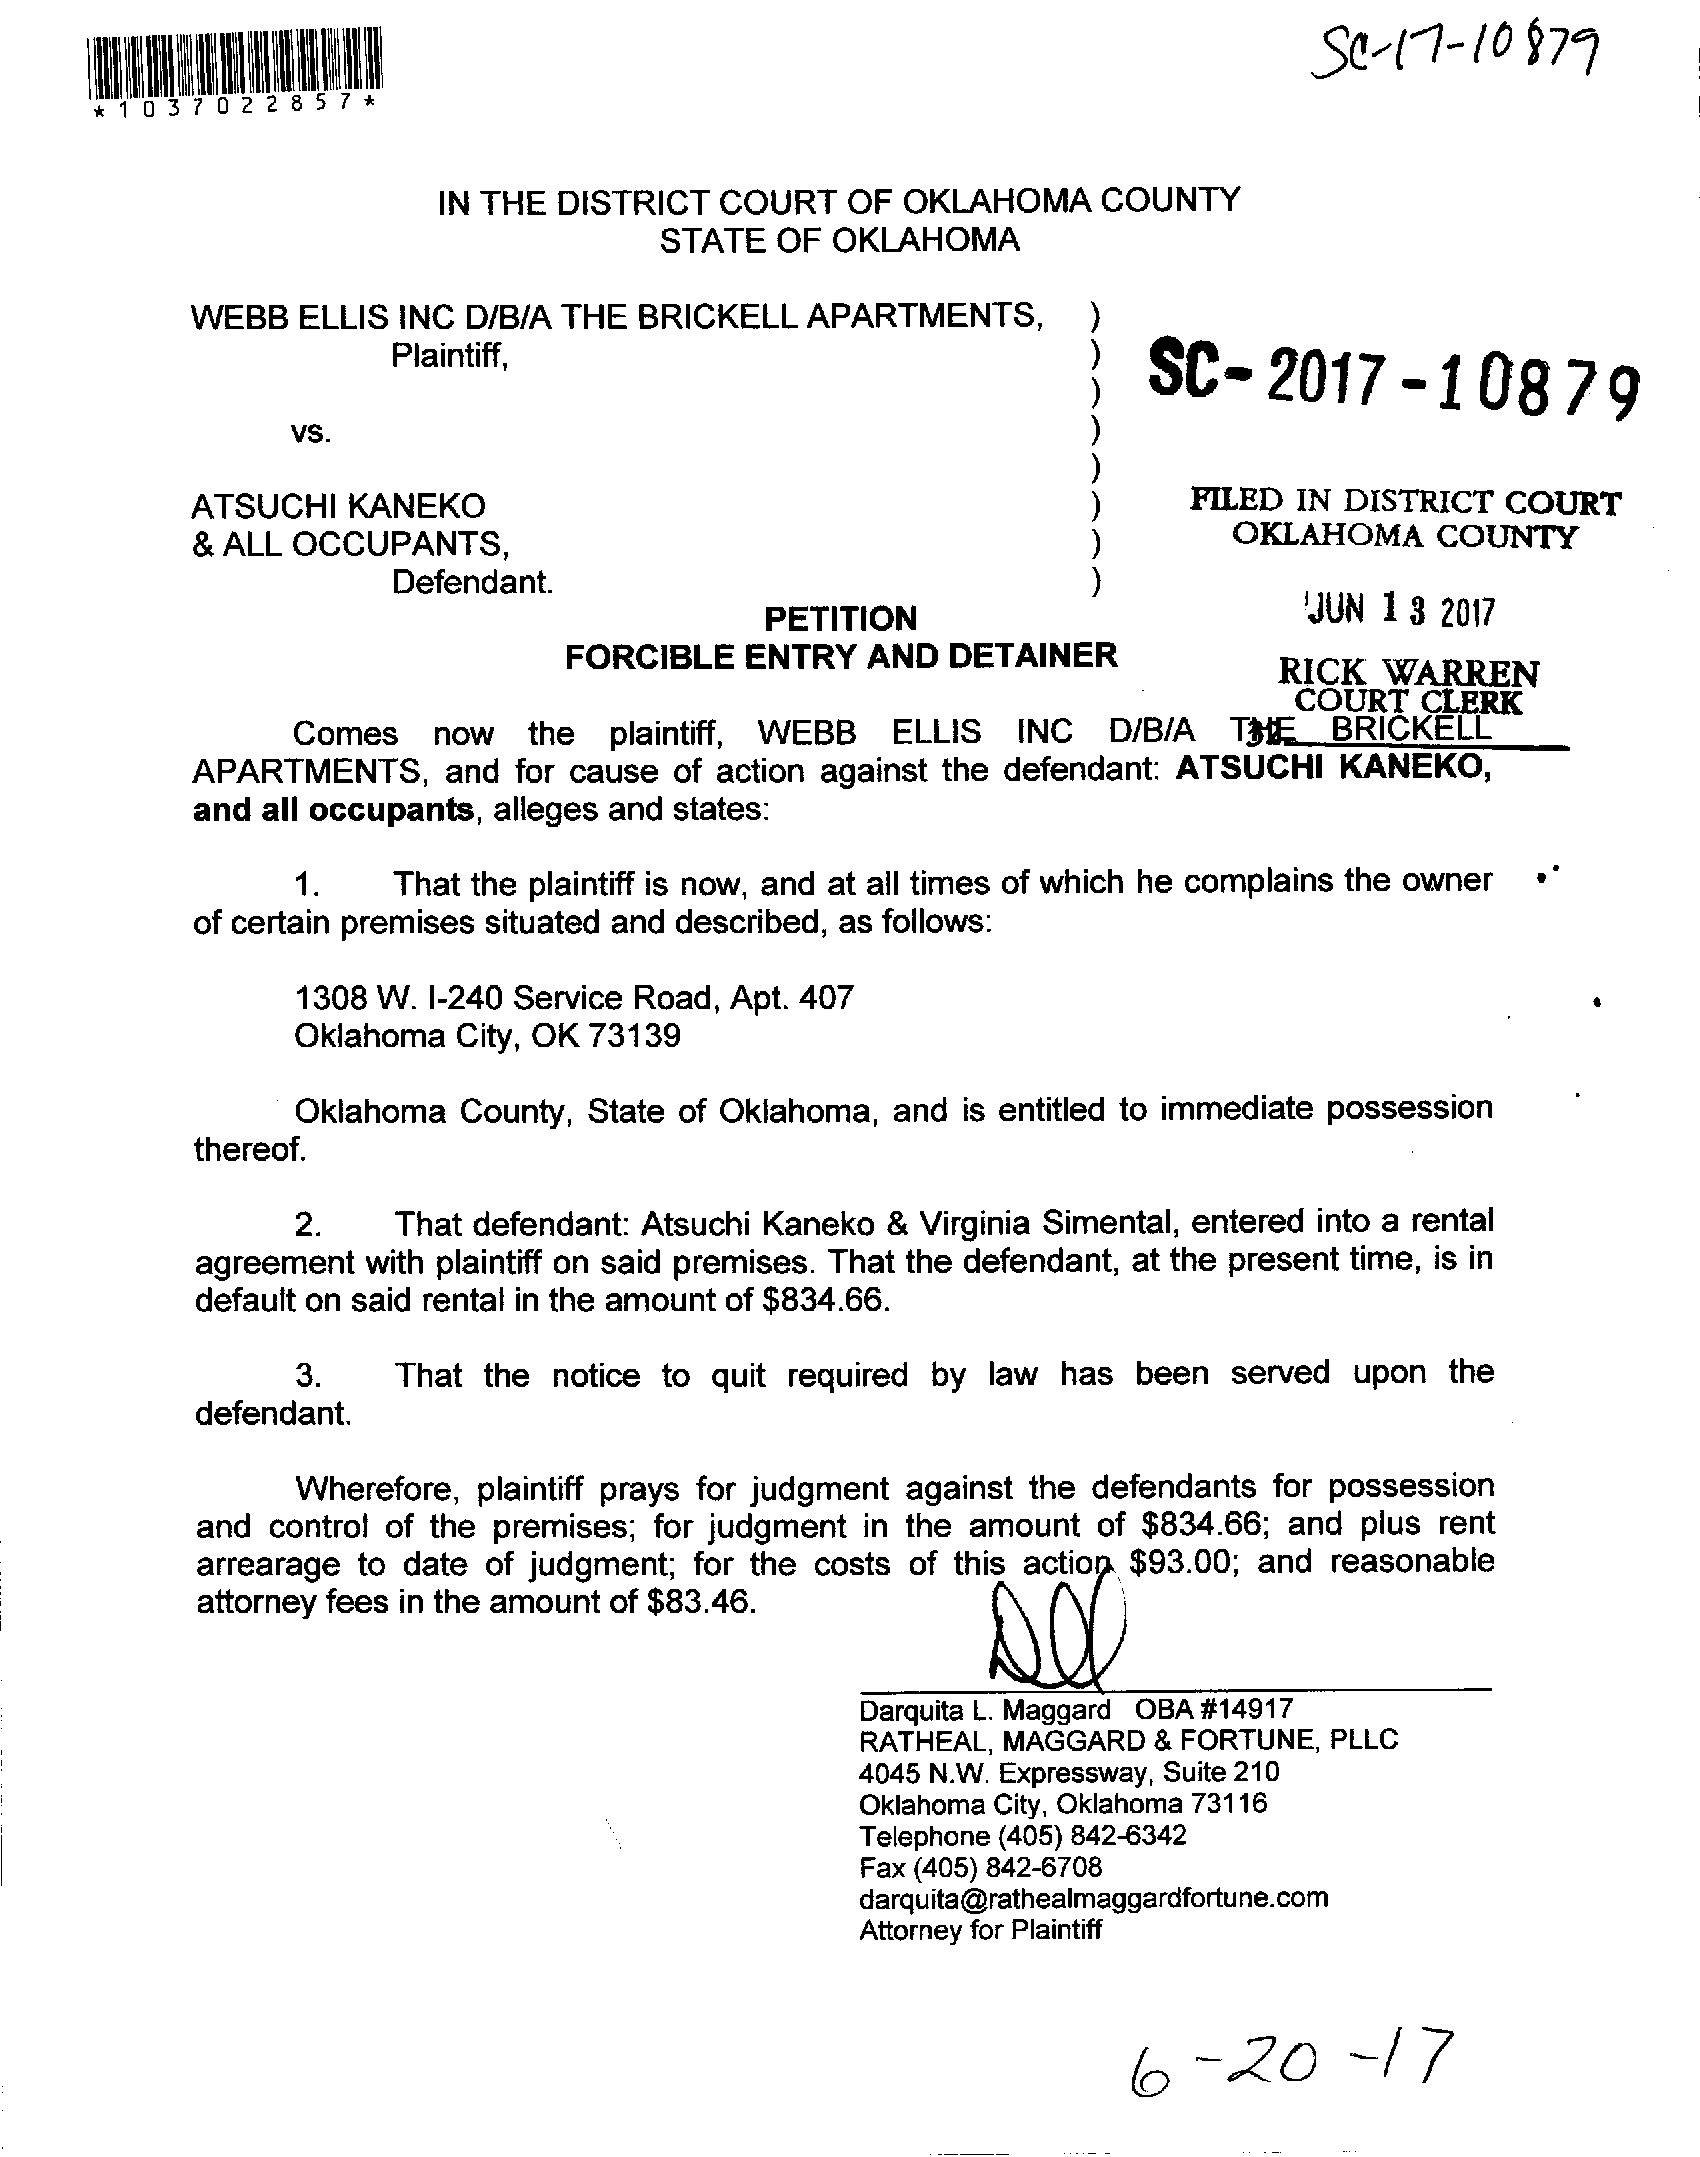 SC-17-10879
*1037022857*
IN THE DISTRICT COURT OF OKLAHOMA COUNTY
STATE OF OKLAHOMA
WEBB ELLIS INC D/B/A THE BRICKELL APARTMENTS, )
Plaintiff, )
)
SC-2017-10879
vs. )
)
ATSUCHI KANEKO )
& ALL OCCUPANTS, )
Defendant. )
FILED IN DISTRICT COURT
OKLAHOMA COUNTY
JUN 13 2017
RICK WARREN
COURT CLERK
PETITION
FORCIBLE ENTRY AND DETAINER
Comes now the plaintiff, WEBB ELLIS INC D/B/A THE BRICKELL
APARTMENTS, and for cause of action against the defendant: ATSUCHI KANEKO,
and all occupants, alleges and states:
1. That the plaintiff is now, and at all times of which he complains the owner
of certain premises situated and described, as follows:
1308 W. I-240 Service Road, Apt. 407
Oklahoma City, OK 73139
Oklahoma County, State of Oklahoma, and is entitled to immediate possession
thereof.
2. That defendant: Atsuchi Kaneko & Virginia Simental, entered into a rental
agreement with plaintiff on said premises. That the defendant, at the present time, is in
default on said rental in the amount of $834.66.
3. That the notice to quit required by law has been served upon the
defendant.
Wherefore, plaintiff prays for judgment against the defendants for possession
and control of the premises; for judgment in the amount of $834.66; and plus rent
arrearage to date of judgment; for the costs of this action $93.00; and reasonable
attorney fees in the amount of $83.46.
Darquita L. Maggard OBA #14917
RATHEAL, MAGGARD & FORTUNE, PLLC
4045 N.W. Expressway, Suite 210
Oklahoma City, Oklahoma 73116
Telephone (405) 842-6342
Fax (405) 842-6708
darquita@rathealmaggardfortune.com
Attorney for Plaintiff
6-20-17